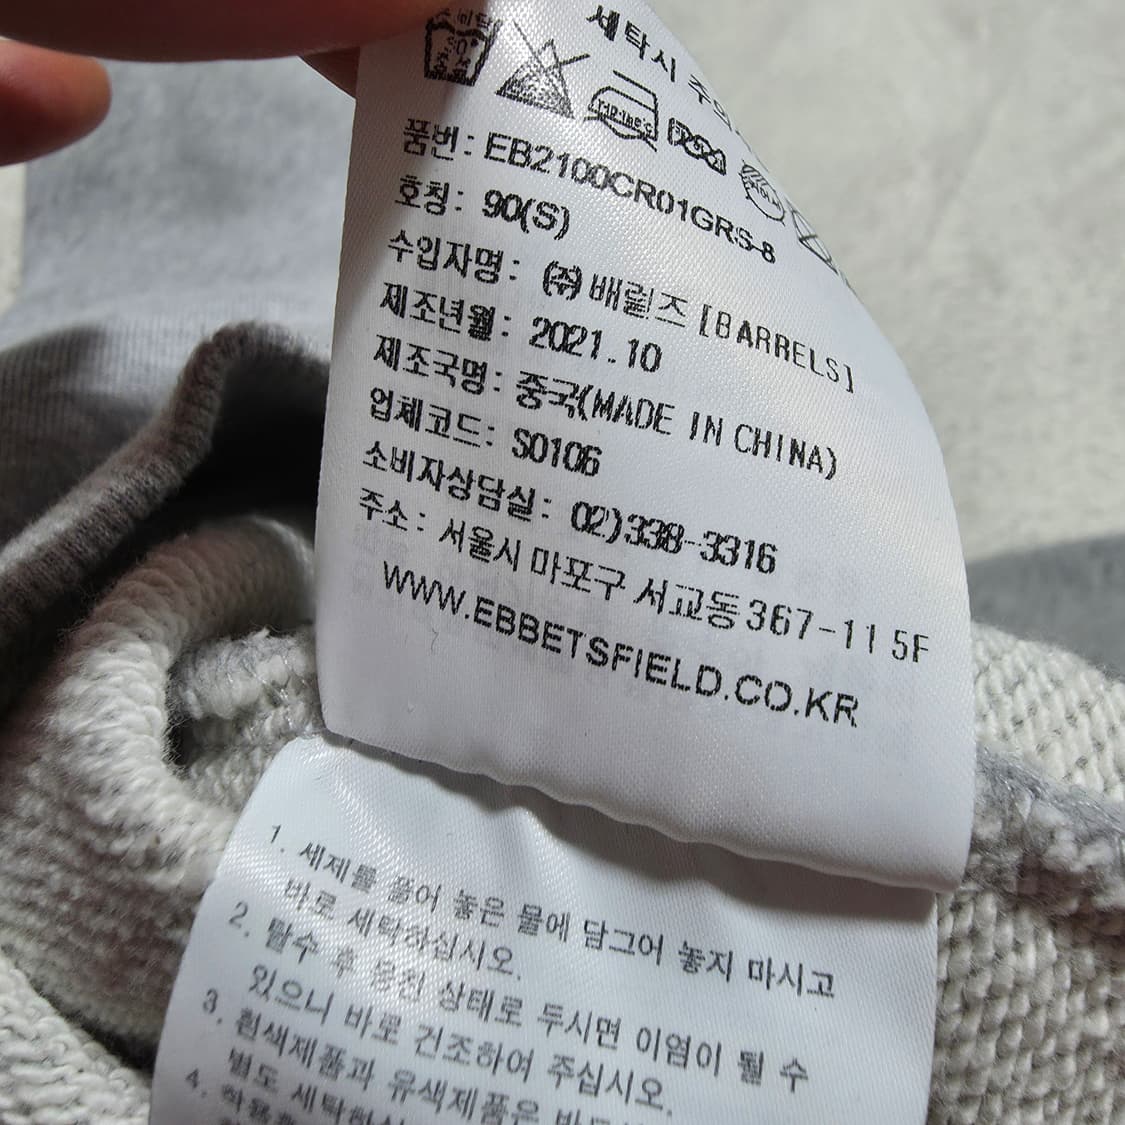 세탁시 주의
품번: EB2100CR01GRS-8
호칭: 90(S)
수입자명: (주)배럴즈 [BARRELS]
제조년월: 2021.10
제조국명: 중국(MADE IN CHINA)
업체코드: S0106
소비자상담실: 02)338-3316
주소: 서울시 마포구 서교동367-11 5F
WWW.EBBETSFIELD.CO.KR
1. 세제를 풀어 놓은 물에 담그어 놓지 마시고
바로 세탁하십시오.
2. 탈수 후 뭉친 상태로 두시면 이염이 될 수
있으니 바로 건조하여 주십시오.
3. 흰색제품과 유색제품은 반드시
별도 세탁하십
4. 착용